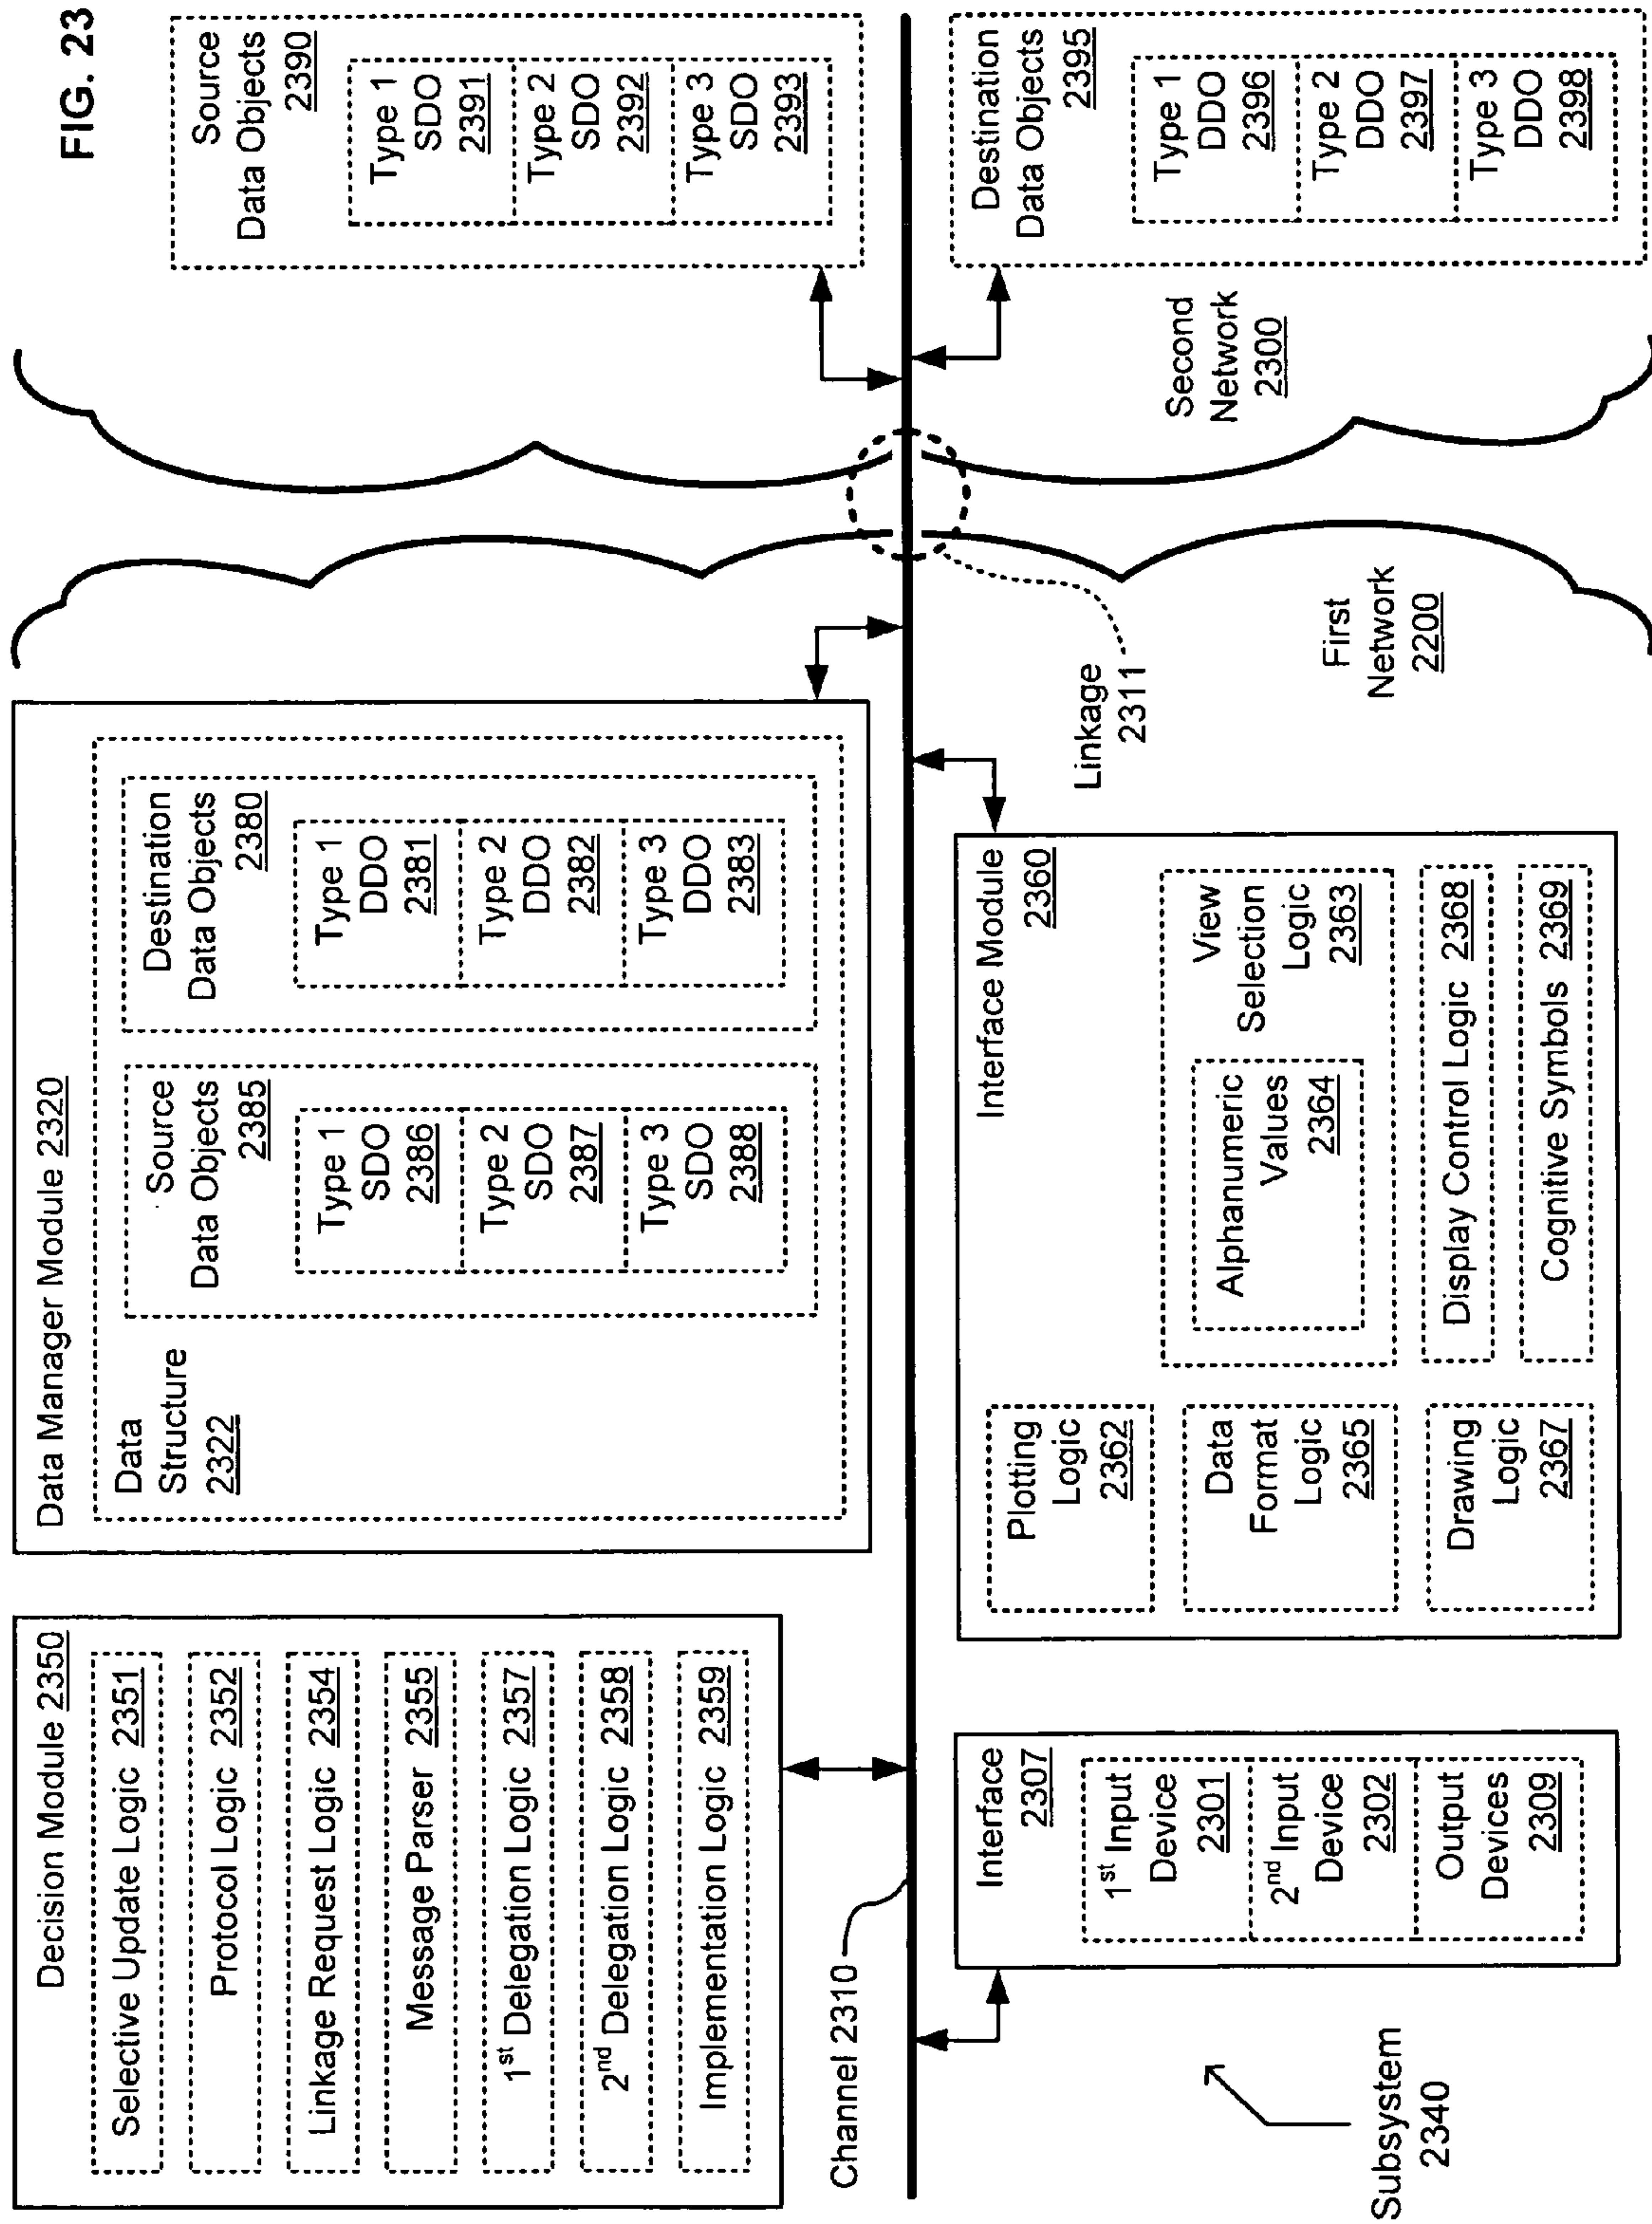 FIG. 23
Decision Module 2350
Selective Update Logic 2351
Protocol Logic 2352
Linkage Request Logic 2354
Message Parser 2355
1st Delegation Logic 2357
2nd Delegation Logic 2358
Implementation Logic 2359
Data Manager Module 2320
Data
Structure
2322
Source
Data Objects
2385
Type 1
SDO
2386
Type 2
SDO
2387
Type 3
SDO
2388
Destination
Data Objects
2380
Type 1
DDO
2381
Type 2
DDO
2382
Type 3
DDO
2383
Source
Data Objects
2390
Type 1
SDO
2391
Type 2
SDO
2392
Type 3
SDO
2393
Channel 2310
Interface
2307
1st Input
Device
2301
2nd Input
Device
2302
Output
Devices
2309
Subsystem
2340
Interface Module
2360
Plotting
Logic
2362
Data
Format
Logic
2365
Drawing
Logic
2367
View
Selection
Logic
2363
Alphanumeric
Values
2364
Display Control Logic 2368
Cognitive Symbols 2369
Linkage
2311
First
Network
2200
Second
Network
2300
Destination
Data Objects
2395
Type 1
DDO
2396
Type 2
DDO
2397
Type 3
DDO
2398